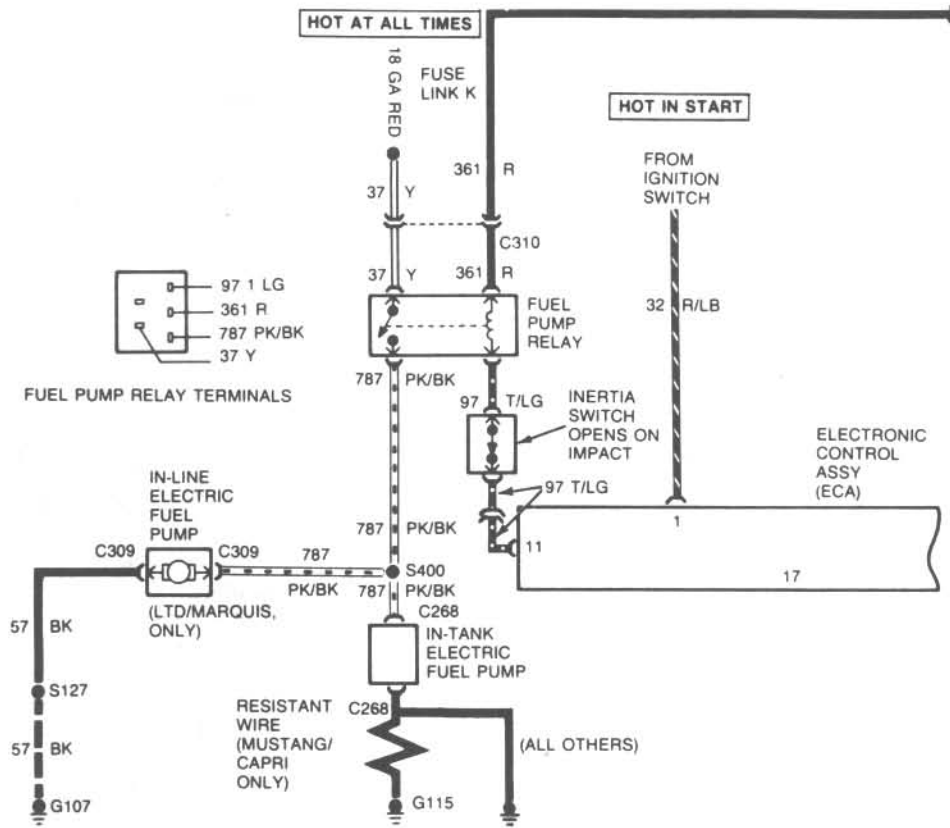 HOT AT ALL TIMES
18 GA RED
FUSE
LINK K
HOT IN START
FROM
IGNITION
SWITCH
361 R
37 Y
C310
37 Y
361 R
32 R/LB
97 1 LG
361 R
787 PK/BK
37 Y
FUEL PUMP RELAY TERMINALS
FUEL
PUMP
RELAY
787 PK/BK
97 T/LG
INERTIA
SWITCH
OPENS ON
IMPACT
ELECTRONIC
CONTROL
ASSY
(ECA)
97 T/LG
1
11
17
IN-LINE
ELECTRIC
FUEL
PUMP
787 PK/BK
C309
C309
787
PK/BK
S400
787 PK/BK
(LTD/MARQUIS,
ONLY)
C268
IN-TANK
ELECTRIC
FUEL PUMP
57 BK
S127
57 BK
G107
RESISTANT
WIRE
(MUSTANG/
CAPRI
ONLY)
C268
(ALL OTHERS)
G115